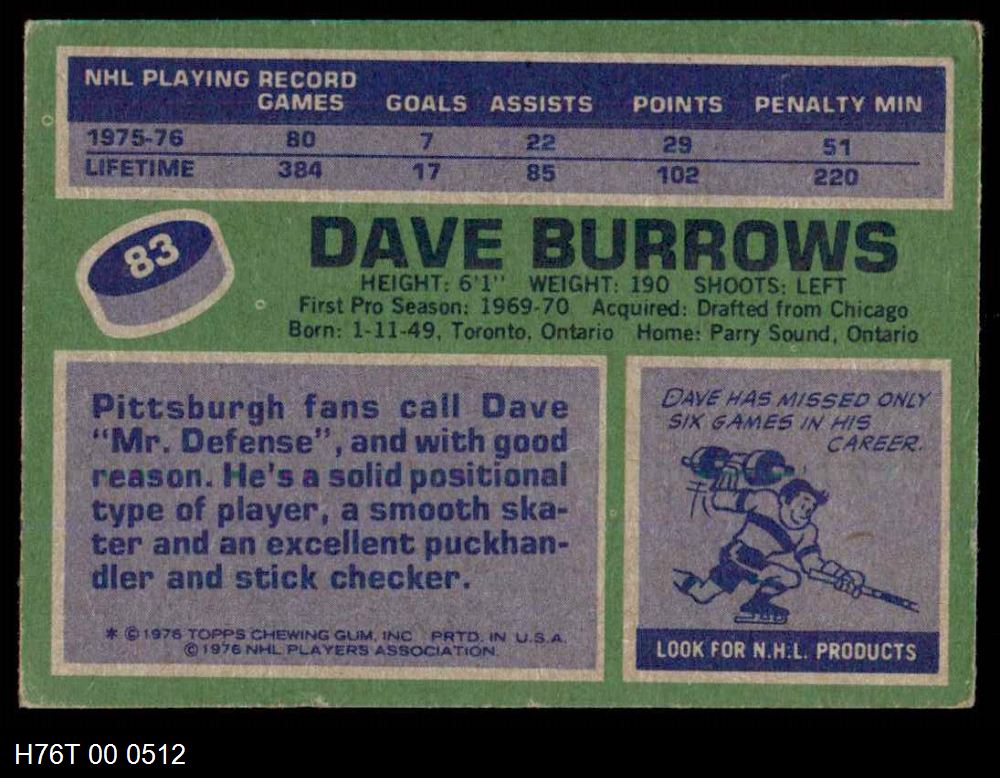 NHL PLAYING RECORD
GAMES GOALS ASSISTS POINTS PENALTY MIN
1975-76 80 7 22 29 51
LIFETIME 384 17 85 102 220
83
DAVE BURROWS
HEIGHT: 6'1" WEIGHT: 190 SHOOTS: LEFT
First Pro Season: 1969-70 Acquired: Drafted from Chicago
Born: 1-11-49, Toronto, Ontario Home: Parry Sound, Ontario
Pittsburgh fans call Dave
"Mr. Defense", and with good
reason. He's a solid positional
type of player, a smooth ska-
ter and an excellent puckhan-
dler and stick checker.
* © 1976 TOPPS CHEWING GUM, INC PRTD. IN U.S.A.
© 1976 NHL PLAYERS ASSOCIATION.
DAVE HAS MISSED ONLY
SIX GAMES IN HIS
CAREER.
LOOK FOR N.H.L. PRODUCTS
H76T 00 0512